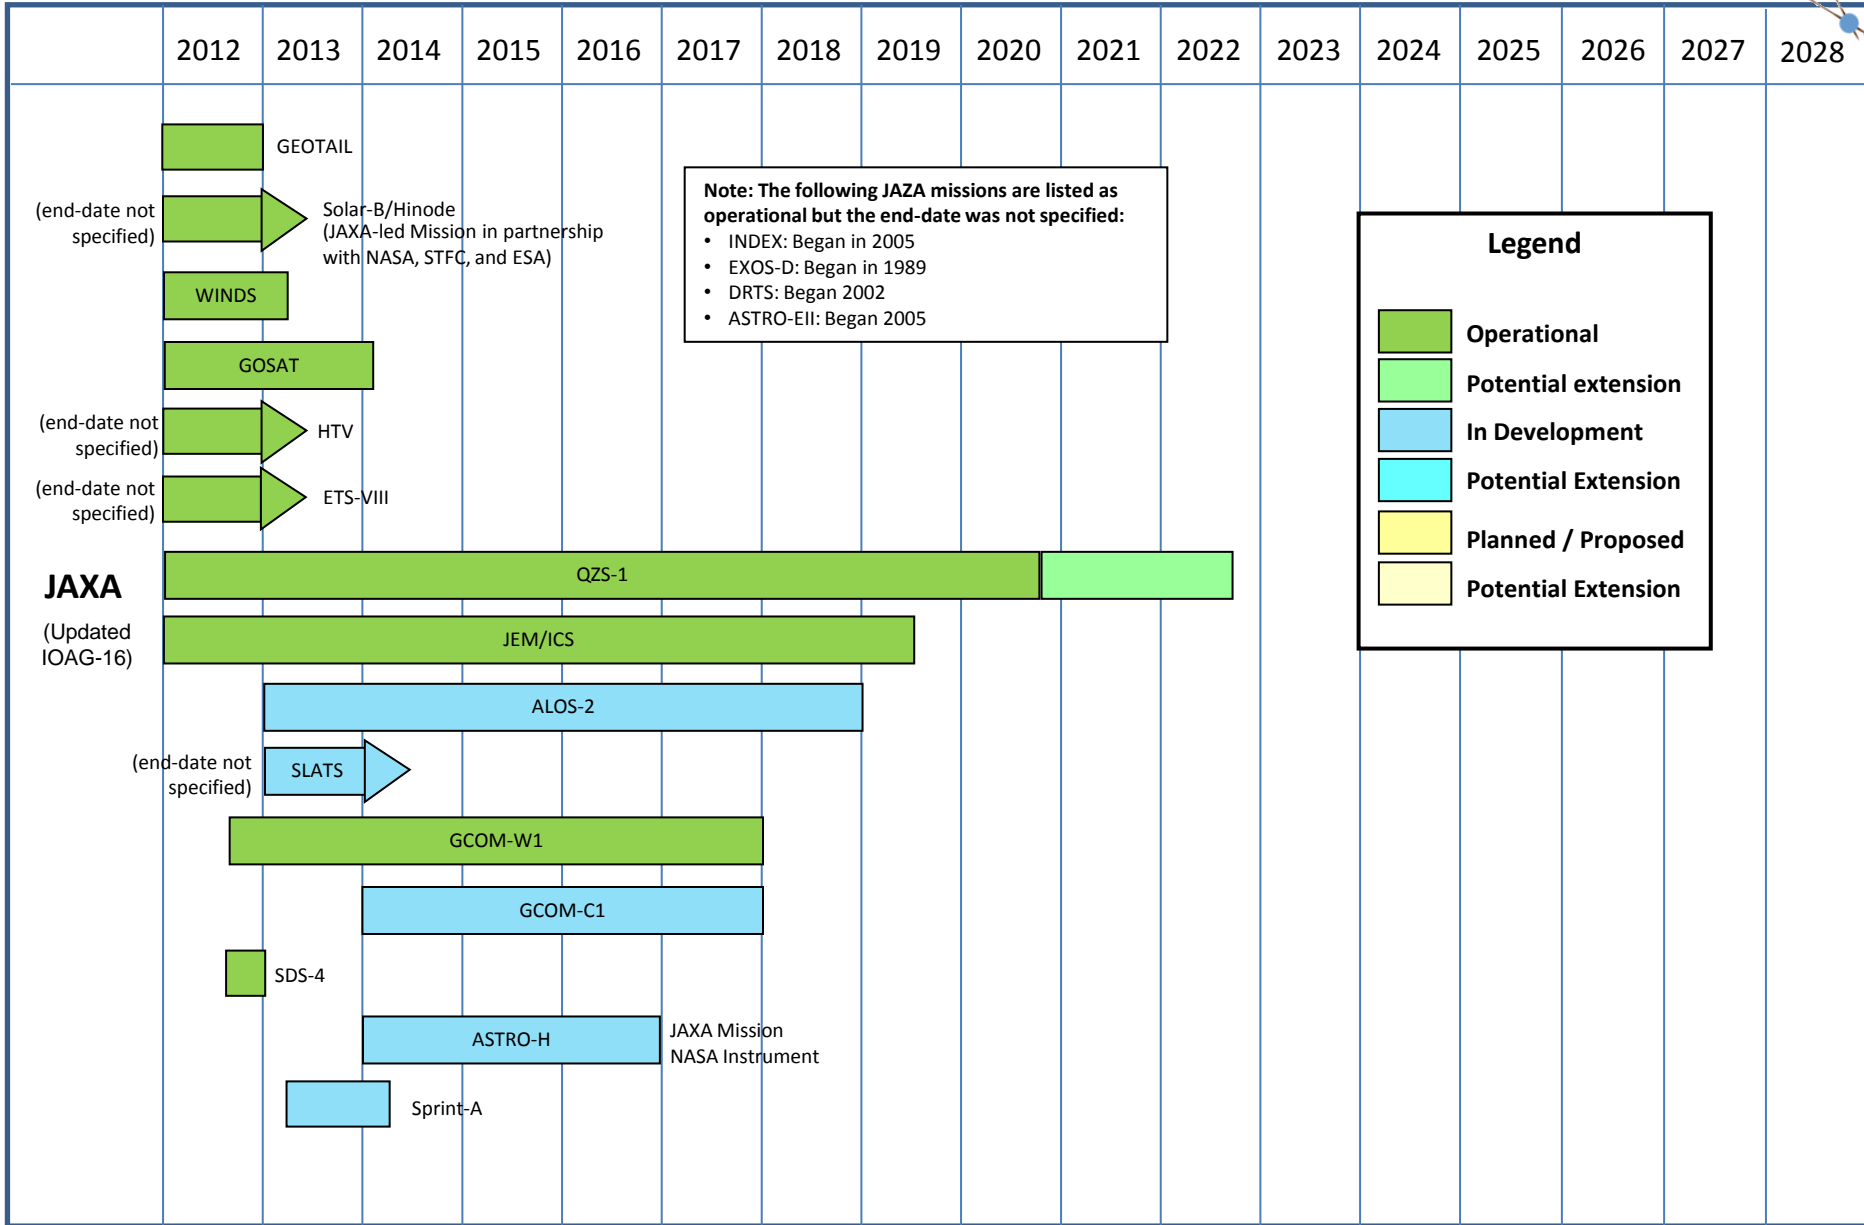 2012 2013 2014 2015 2016 2017 2018 2019 2020 2021 2022 2023 2024 2025 2026 2027 2028
GEOTAIL
(end-date not
specified)
Solar-B/Hinode
(JAXA-led Mission in partnership
with NASA, STFC, and ESA)
WINDS
GOSAT
(end-date not
specified)
HTV
(end-date not
specified)
ETS-VIII
Note: The following JAZA missions are listed as
operational but the end-date was not specified:
• INDEX: Began in 2005
• EXOS-D: Began in 1989
• DRTS: Began 2002
• ASTRO-EII: Began 2005
Legend
Operational
Potential extension
In Development
Potential Extension
Planned / Proposed
Potential Extension
JAXA
(Updated
IOAG-16)
QZS-1
JEM/ICS
ALOS-2
(end-date not
specified)
SLATS
GCOM-W1
GCOM-C1
SDS-4
ASTRO-H
JAXA Mission
NASA Instrument
Sprint-A